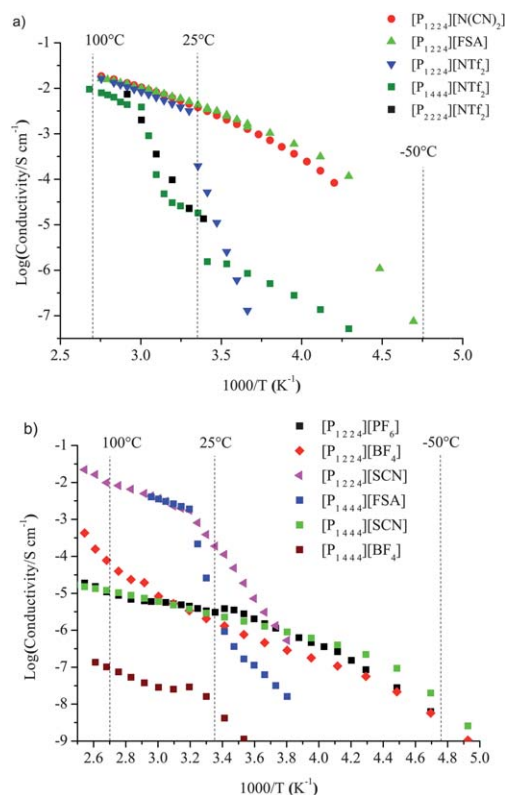 a)
[P₁₂₂₄][N(CN)₂]
[P₁₂₂₄][FSA]
[P₁₂₂₄][NTf₂]
[P₁₄₄₄][NTf₂]
[P₂₂₂₄][NTf₂]
100°C
25°C
-50°C
Log(Conductivity/S cm⁻¹)
-1
-2
-3
-4
-5
-6
-7
2.5 3.0 3.5 4.0 4.5 5.0
1000/T (K⁻¹)
b)
[P₁₂₂₄][PF₆]
[P₁₂₂₄][BF₄]
[P₁₂₂₄][SCN]
[P₁₄₄₄][FSA]
[P₁₄₄₄][SCN]
[P₁₄₄₄][BF₄]
100°C
25°C
-50°C
Log(Conductivity/S cm⁻¹)
-1
-2
-3
-4
-5
-6
-7
-8
-9
2.6 2.8 3.0 3.2 3.4 3.6 3.8 4.0 4.2 4.4 4.6 4.8 5.0
1000/T (K⁻¹)